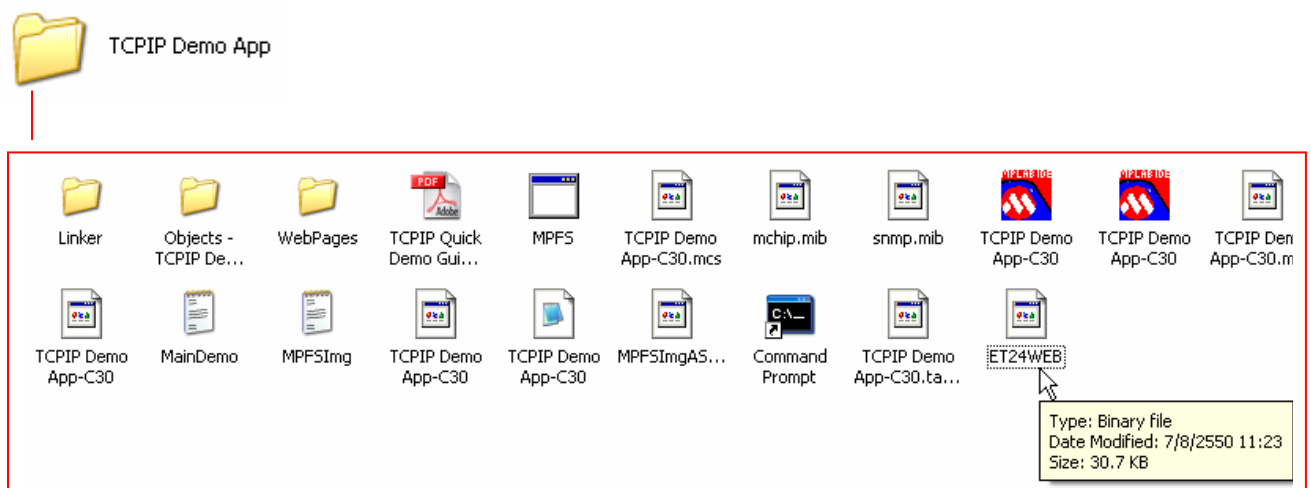 TCPIP Demo App
PDF
Adobe
MPLAB IDE
MPLAB IDE
Linker
Objects -
TCPIP De...
WebPages
TCPIP Quick
Demo Gui...
MPFS
TCPIP Demo
App-C30.mcs
mchip.mib
snmp.mib
TCPIP Demo
App-C30
TCPIP Demo
App-C30
TCPIP Den
App-C30.m
C:\_
TCPIP Demo
App-C30
MainDemo
MPFSImg
TCPIP Demo
App-C30
TCPIP Demo
App-C30
MPFSImgAS...
Command
Prompt
TCPIP Demo
App-C30.ta...
ET24WEB
Type: Binary file
Date Modified: 7/8/2550 11:23
Size: 30.7 KB